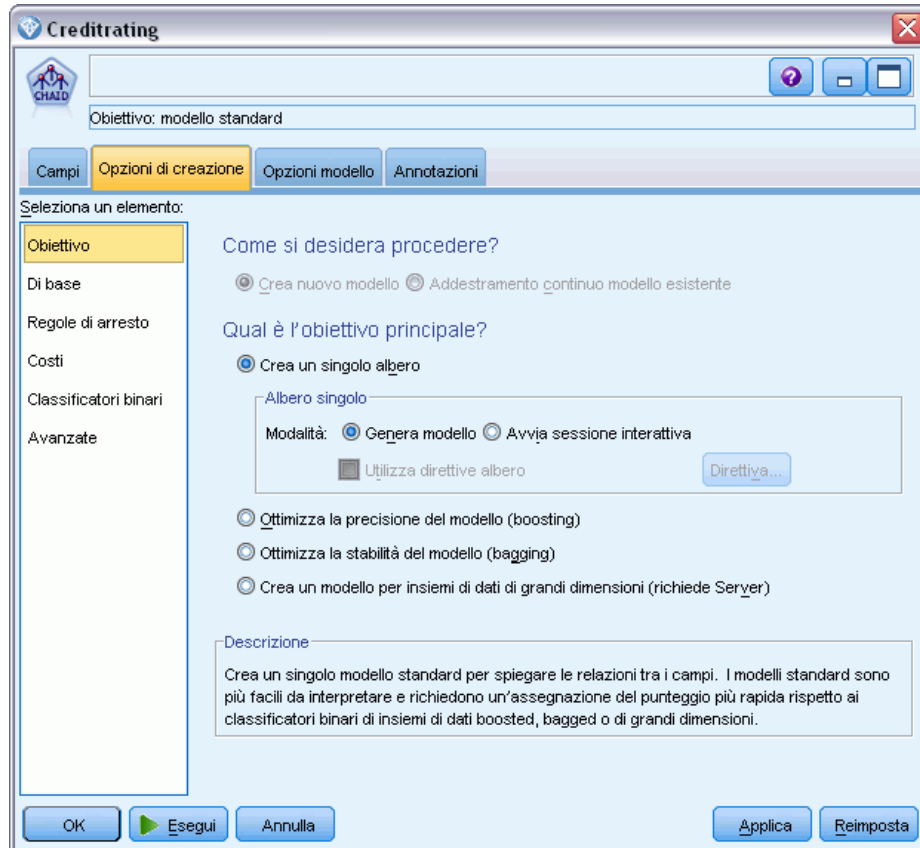 Creditrating
CHAID
Obiettivo: modello standard
Campi Opzioni di creazione Opzioni modello Annotazioni
Seleziona un elemento:
Obiettivo
Di base
Regole di arresto
Costi
Classificatori binari
Avanzate
Come si desidera procedere?
Crea nuovo modello Addestramento continuo modello esistente
Qual è l'obiettivo principale?
Crea un singolo albero
Albero singolo
Modalità: Genera modello Avvia sessione interattiva
Utilizza direttive albero Direttiva...
Ottimizza la precisione del modello (boosting)
Ottimizza la stabilità del modello (bagging)
Crea un modello per insiemi di dati di grandi dimensioni (richiede Server)
Descrizione
Crea un singolo modello standard per spiegare le relazioni tra i campi. I modelli standard sono
più facili da interpretare e richiedono un'assegnazione del punteggio più rapida rispetto ai
classificatori binari di insiemi di dati boosted, bagged o di grandi dimensioni.
OK Esegui Annulla Applica Reimposta